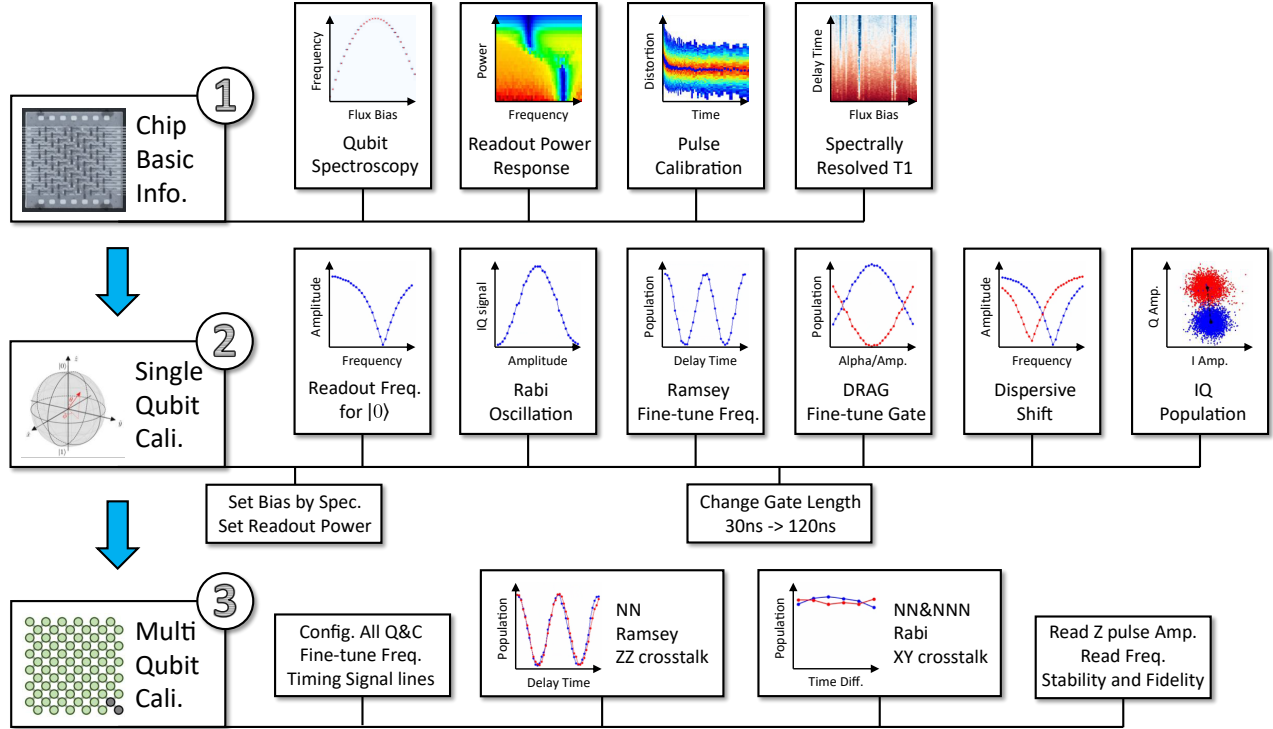 1
Chip
Basic
Info.
Frequency
Flux Bias
Qubit
Spectroscopy
Power
Frequency
Readout Power
Response
Distortion
Time
Pulse
Calibration
Delay Time
Flux Bias
Spectrally
Resolved T1
2
Single
Qubit
Cali.
|0⟩
|1⟩
Amplitude
Frequency
Readout Freq.
for |0⟩
IQ signal
Amplitude
Rabi
Oscillation
Population
Delay Time
Ramsey
Fine-tune Freq.
Population
Alpha/Amp.
DRAG
Fine-tune Gate
Amplitude
Frequency
Dispersive
Shift
Q Amp.
I Amp.
IQ
Population
Set Bias by Spec.
Set Readout Power
Change Gate Length
30ns -> 120ns
3
Multi
Qubit
Cali.
Config. All Q&C
Fine-tune Freq.
Timing Signal lines
Population
Delay Time
NN
Ramsey
ZZ crosstalk
Population
Time Diff.
NN&NNN
Rabi
XY crosstalk
Read Z pulse Amp.
Read Freq.
Stability and Fidelity